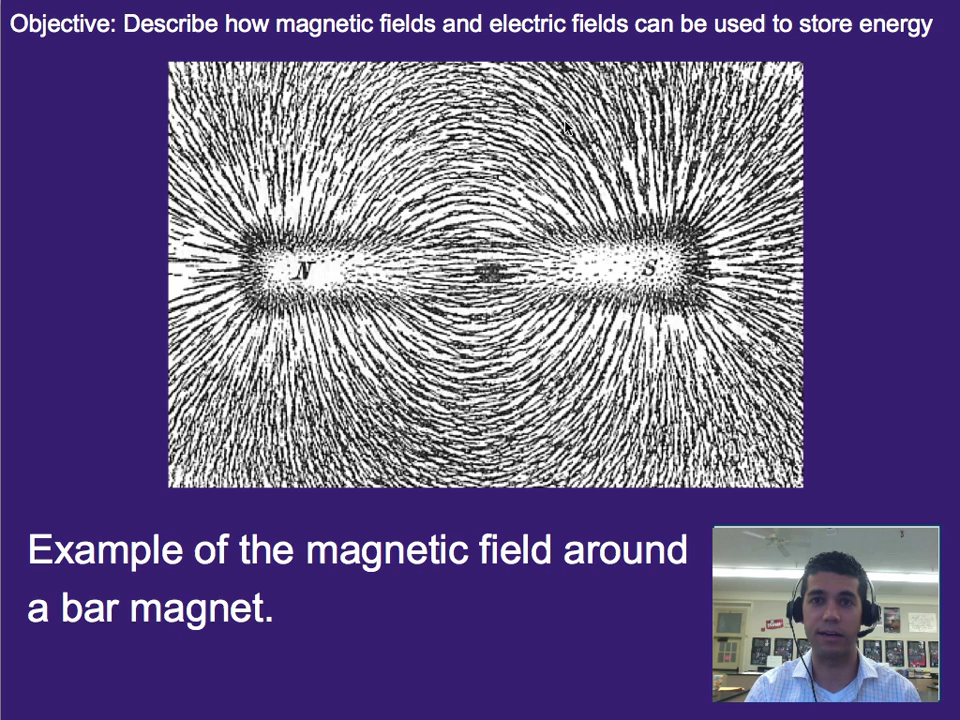 Objective: Describe how magnetic fields and electric fields can be used to store energy
N S
Example of the magnetic field around
a bar magnet.